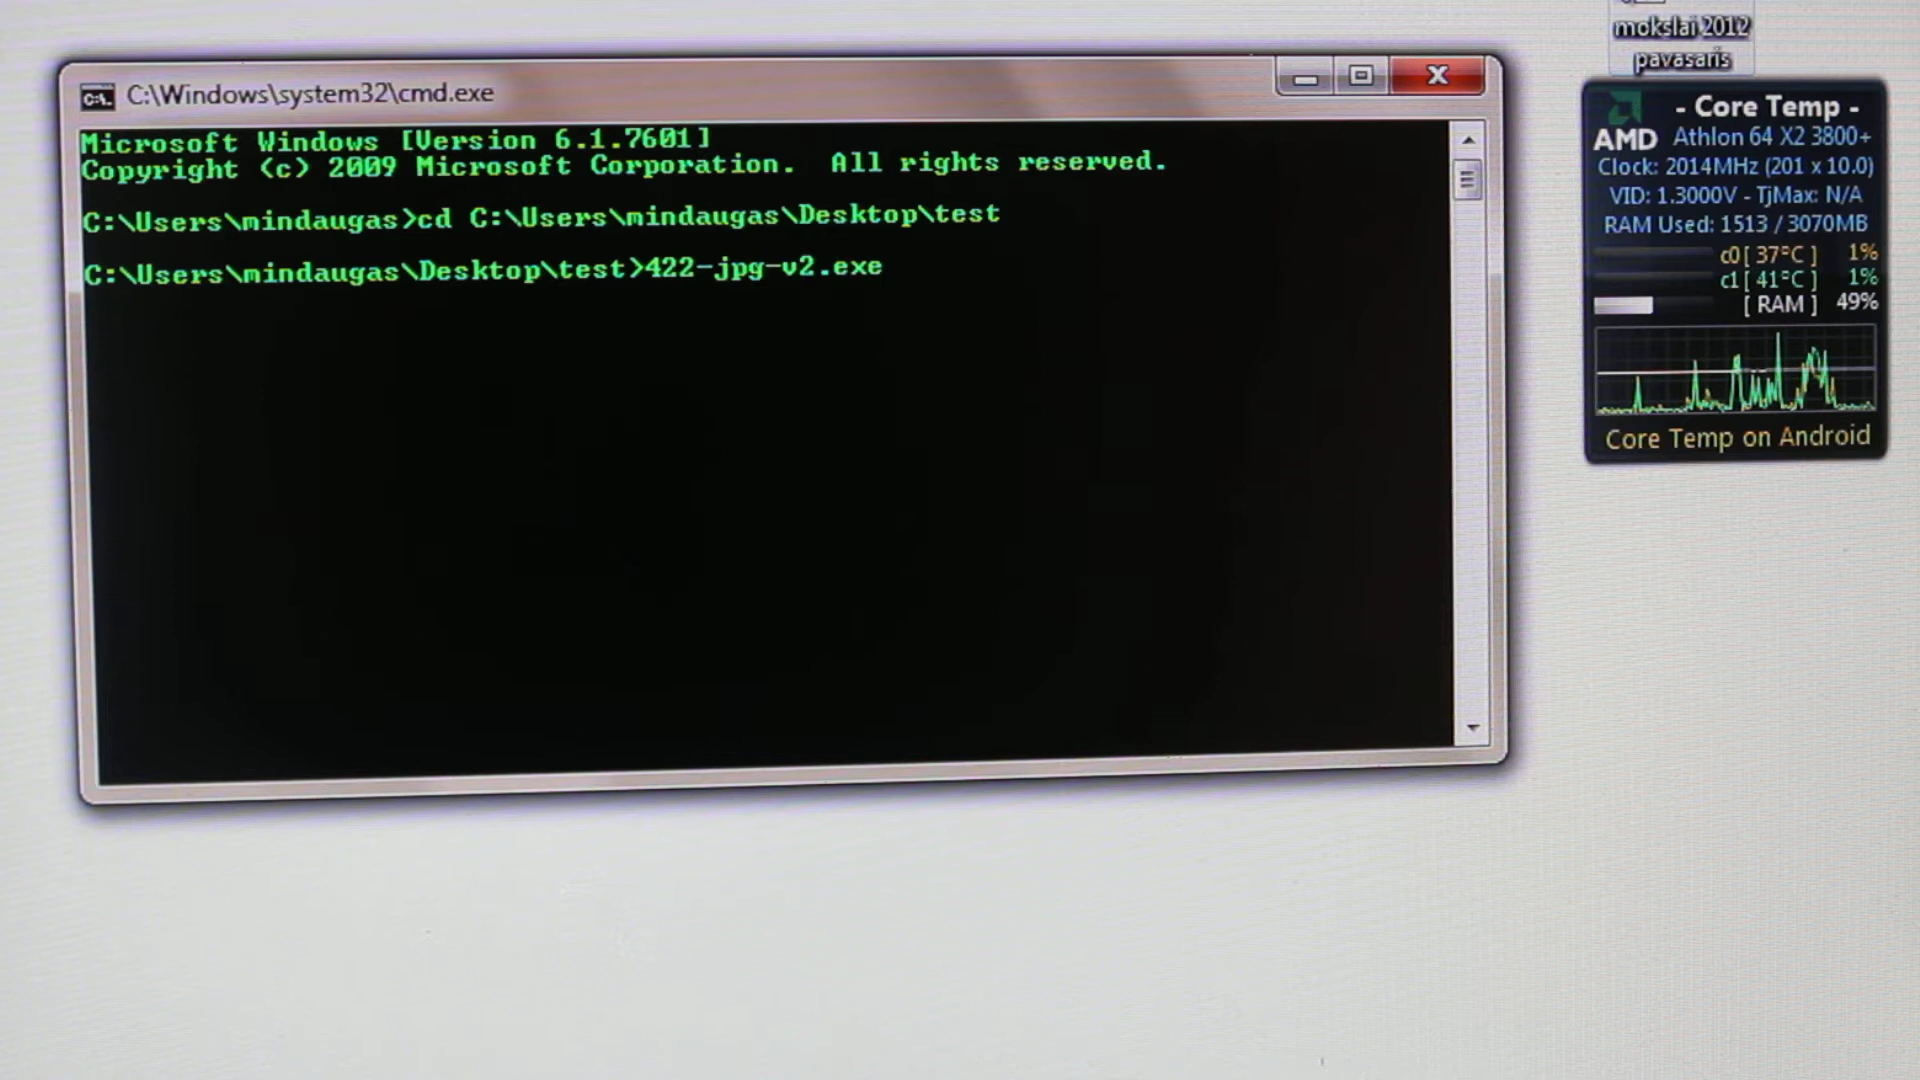 mokslai 2012
pavasaris
C:\Windows\system32\cmd.exe
Microsoft Windows [Version 6.1.7601]
Copyright (c) 2009 Microsoft Corporation.  All rights reserved.
C:\Users\mindaugas>cd C:\Users\mindaugas\Desktop\test
C:\Users\mindaugas\Desktop\test>422-jpg-v2.exe
- Core Temp -
AMD Athlon 64 X2 3800+
Clock: 2014MHz (201 x 10.0)
VID: 1.3000V - TjMax: N/A
RAM Used: 1513 / 3070MB
c0 [ 37°C ] 1%
c1 [ 41°C ] 1%
[ RAM ] 49%
Core Temp on Android